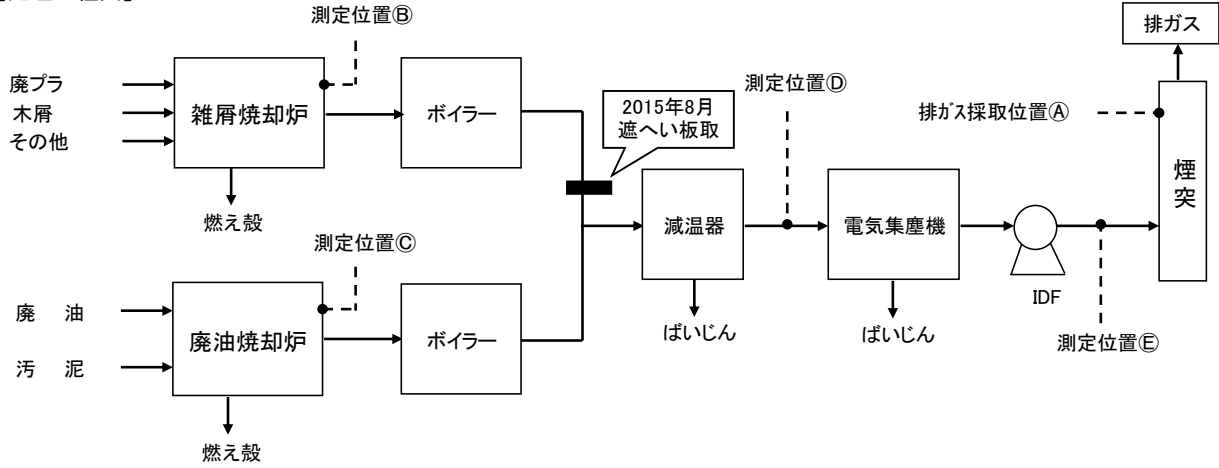 測定位置Ⓑ
排ガス
廃プラ
木屑
その他
雑屑焼却炉
ボイラー
2015年8月
遮へい板取
測定位置Ⓓ
排ガス採取位置Ⓐ
煙突
燃え殻
減温器
電気集塵機
測定位置Ⓒ
IDF
廃　油
汚　泥
廃油焼却炉
ボイラー
ばいじん
ばいじん
測定位置Ⓔ
燃え殻